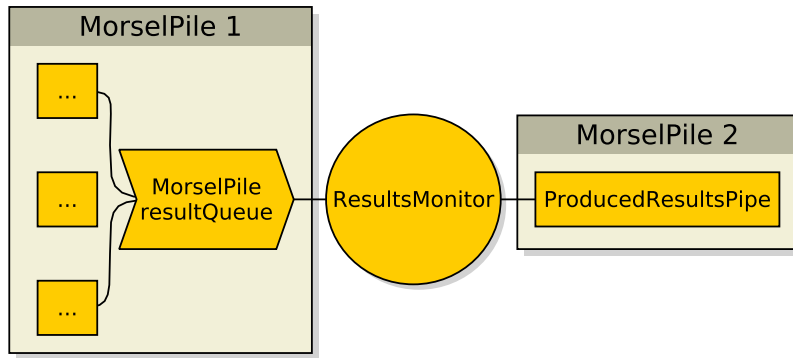 MorselPile 1
...
...
...
MorselPile
resultQueue
ResultsMonitor
MorselPile 2
ProducedResultsPipe